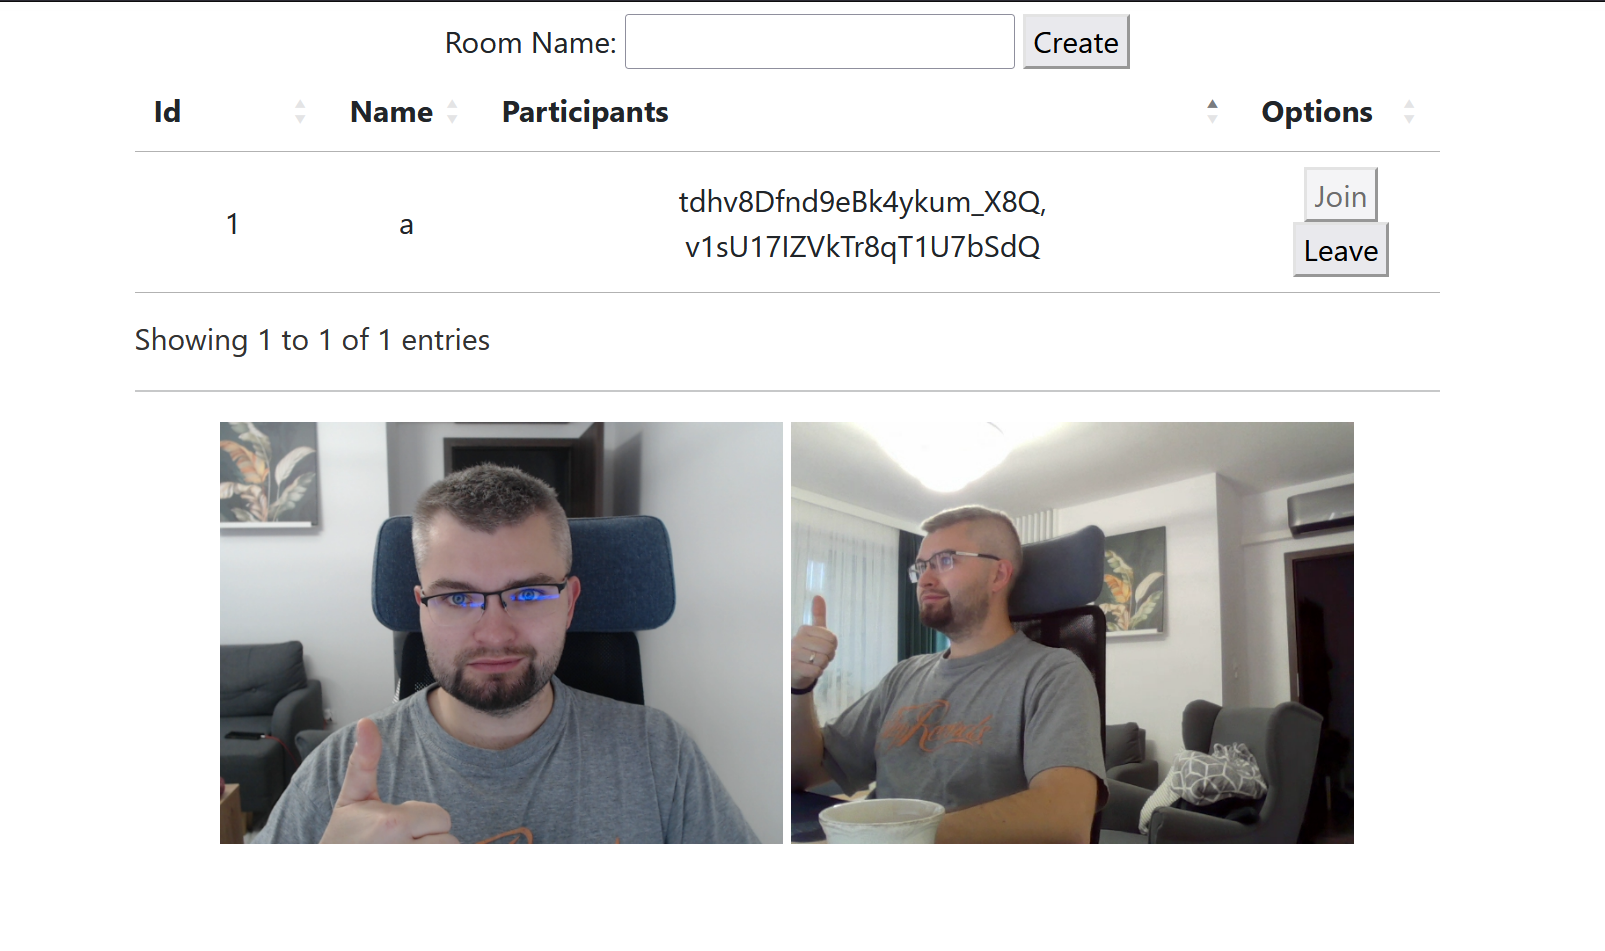 Room Name: Create
Id Name Participants Options
1 a tdhv8Dfnd9eBk4ykum_X8Q, Join
v1sU17IZVkTr8qT1U7bSdQ Leave
Showing 1 to 1 of 1 entries